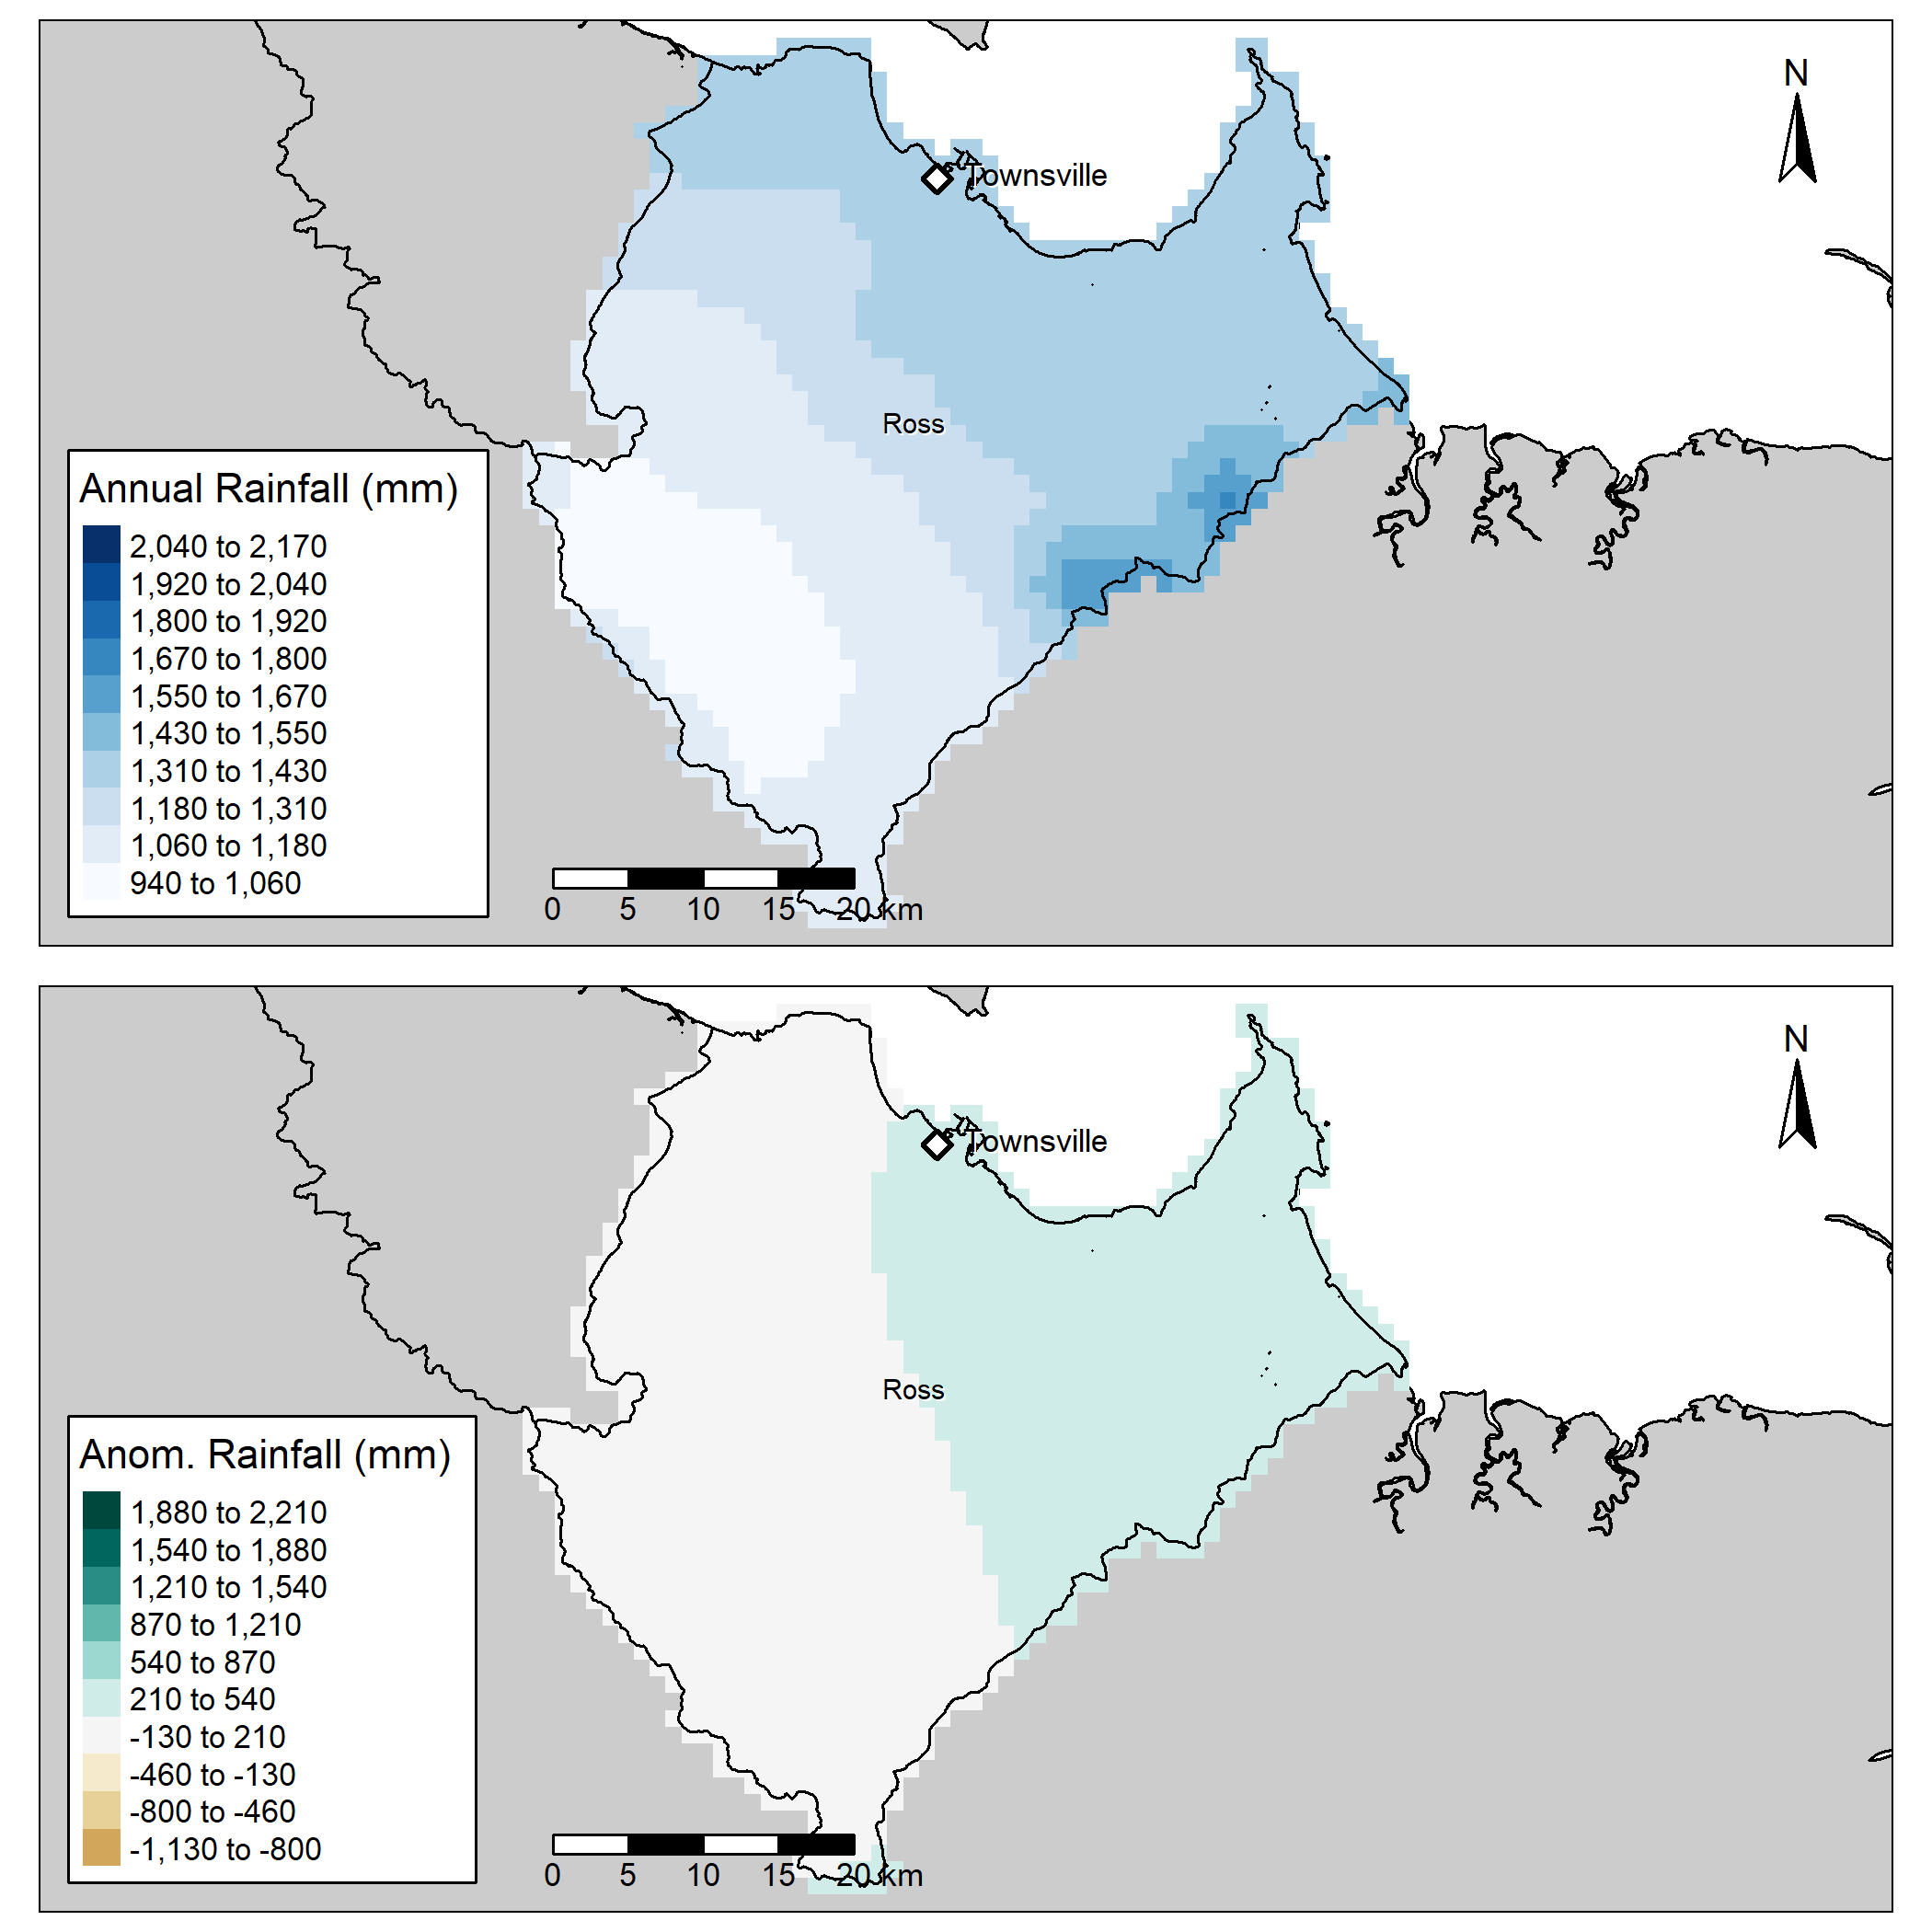 N
Townsville
Ross
Annual Rainfall (mm)
2,040 to 2,170
1,920 to 2,040
1,800 to 1,920
1,670 to 1,800
1,550 to 1,670
1,430 to 1,550
1,310 to 1,430
1,180 to 1,310
1,060 to 1,180
940 to 1,060
0 5 10 15 20 km
N
Townsville
Ross
Anom. Rainfall (mm)
1,880 to 2,210
1,540 to 1,880
1,210 to 1,540
870 to 1,210
540 to 870
210 to 540
-130 to 210
-460 to -130
-800 to -460
-1,130 to -800
0 5 10 15 20 km